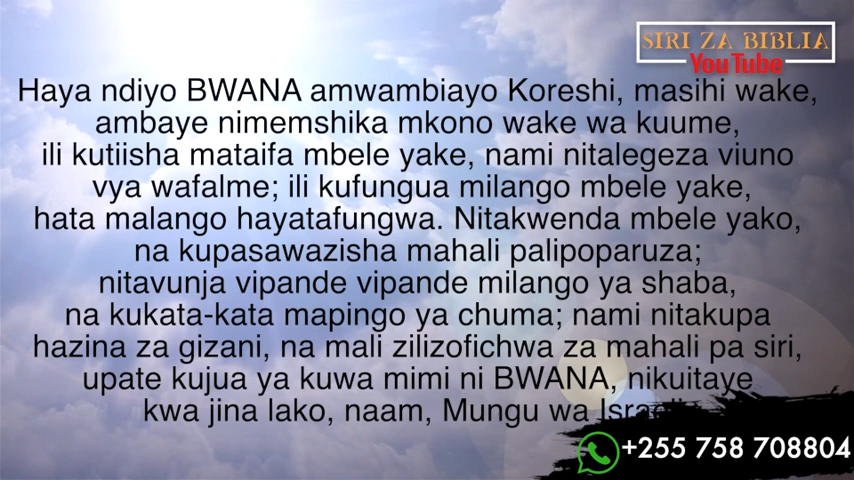 SIRI ZA BIBLIA
YouTube
Haya ndiyo BWANA amwambiayo Koreshi, masihi wake,
ambaye nimemshika mkono wake wa kuume,
ili kutiisha mataifa mbele yake, nami nitalegeza viuno
vya wafalme; ili kufungua milango mbele yake,
hata malango hayatafungwa. Nitakwenda mbele yako,
na kupasawazisha mahali palipoparuza;
nitavunja vipande vipande milango ya shaba,
na kukata-kata mapingo ya chuma; nami nitakupa
hazina za gizani, na mali zilizofichwa za mahali pa siri,
upate kujua ya kuwa mimi ni BWANA, nikuitaye
kwa jina lako, naam, Mungu wa
+255 758 708804